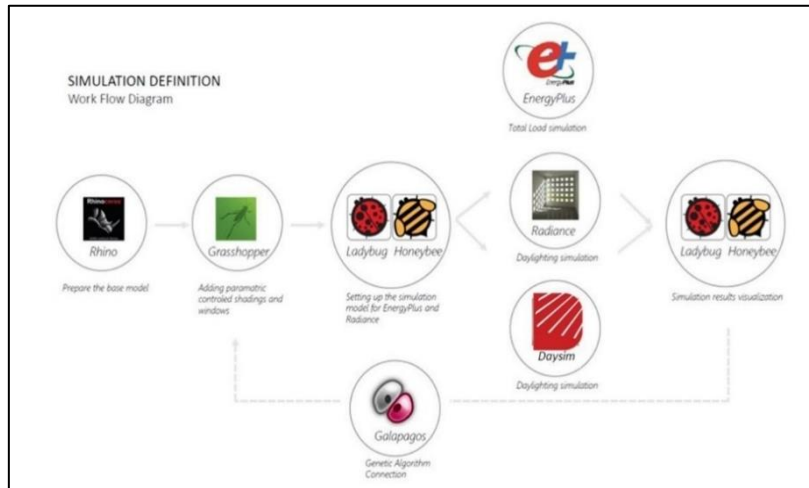 SIMULATION DEFINITION
Work Flow Diagram
e+
EnergyPlus
EnergyPlus
Total Load simulation
Rhinoceros
Rhino
Prepare the base model
Grasshopper
Adding paramatric
controled shadings and
windows
Ladybug Honeybee
Setting up the simulation
model for EnergyPlus and
Radiance
Radiance
Daylighting simulation
Daysim
Daylighting simulation
Ladybug Honeybee
Simulation results visualization
Galapagos
Genetic Algorithm
Connection